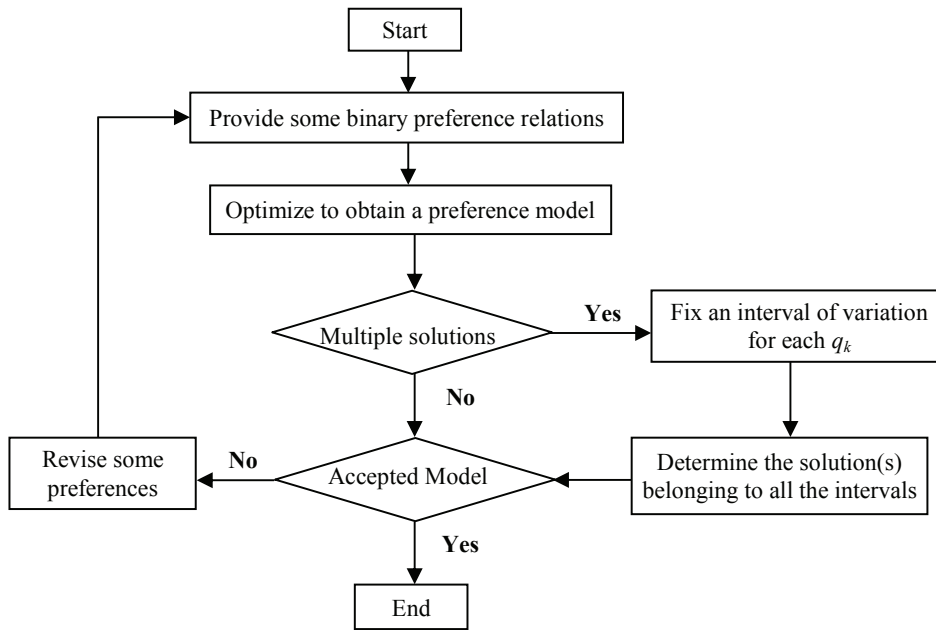 Start
Provide some binary preference relations
Optimize to obtain a preference model
Multiple solutions
Yes
Fix an interval of variation
for each qk
No
Revise some
preferences
No
Accepted Model
Determine the solution(s)
belonging to all the intervals
Yes
End